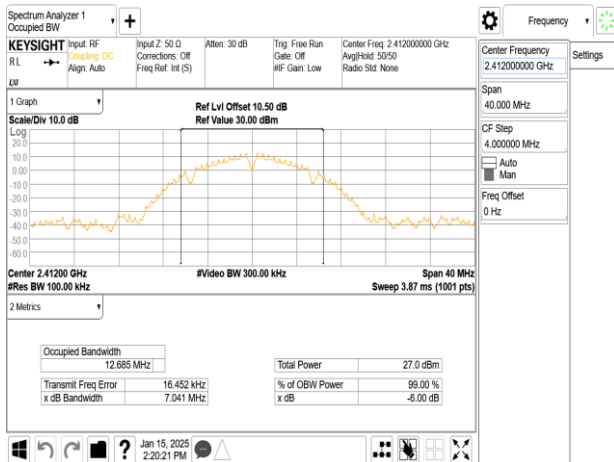 Spectrum Analyzer 1
Occupied BW
Frequency
KEYSIGHT
RL
Input: RF
Coupling: DC
Align: Auto
Input Z: 50 Ω
Corrections: Off
Freq Ref: Int (S)
Atten: 30 dB
Trig: Free Run
Gate: Off
#IF Gain: Low
Center Freq: 2.412000000 GHz
Avg|Hold: 50/50
Radio Std: None
LXI
Center Frequency
2.412000000 GHz
Settings
Span
40.000 MHz
CF Step
4.000000 MHz
Auto
Man
Freq Offset
0 Hz
1 Graph
Scale/Div 10.0 dB
Ref Lvl Offset 10.50 dB
Ref Value 30.00 dBm
Log
20.0
10.0
0.00
-10.0
-20.0
-30.0
-40.0
-50.0
-60.0
Center 2.41200 GHz
#Video BW 300.00 kHz
Span 40 MHz
#Res BW 100.00 kHz
Sweep 3.87 ms (1001 pts)
2 Metrics
Occupied Bandwidth
12.685 MHz
Total Power 27.0 dBm
Transmit Freq Error 16.452 kHz
% of OBW Power 99.00 %
x dB Bandwidth 7.041 MHz
x dB -6.00 dB
?
Jan 15, 2025
2:20:21 PM